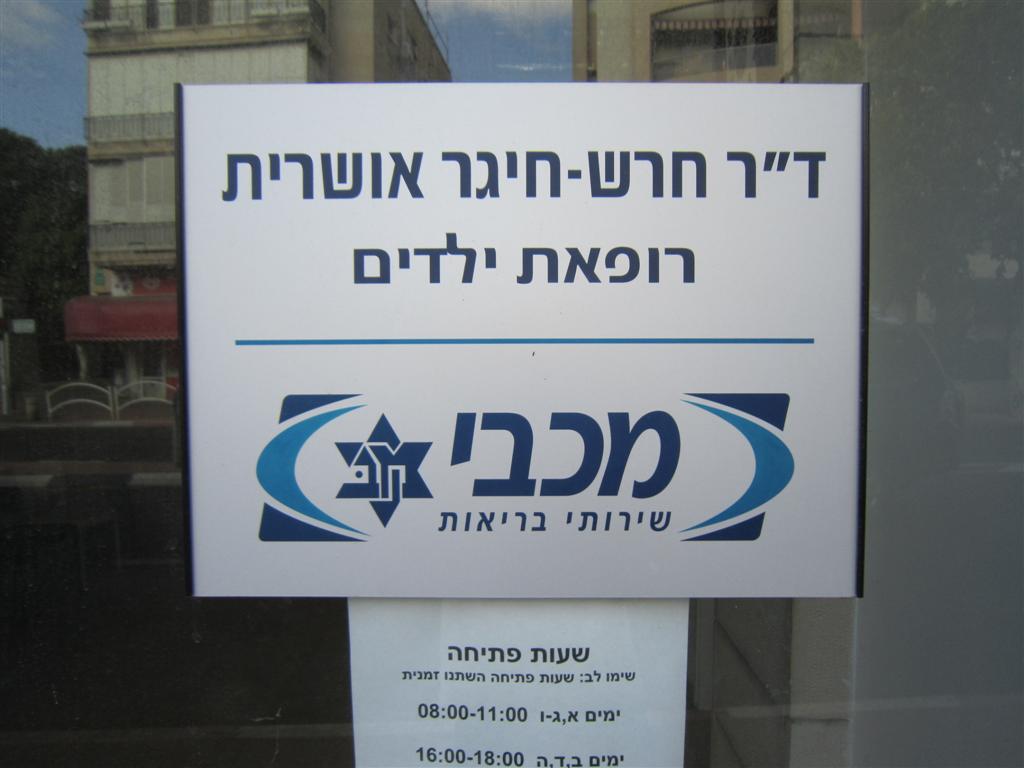 ד"ר חרש-חיגר אושרית
רופאת ילדים
מכבי
שירותי בריאות
שעות פתיחה
שימו לב: שעות פתיחה השתנו זמנית
ימים א,ג-ו 08:00-11:00
ימים ב,ד,ה 16:00-18:00